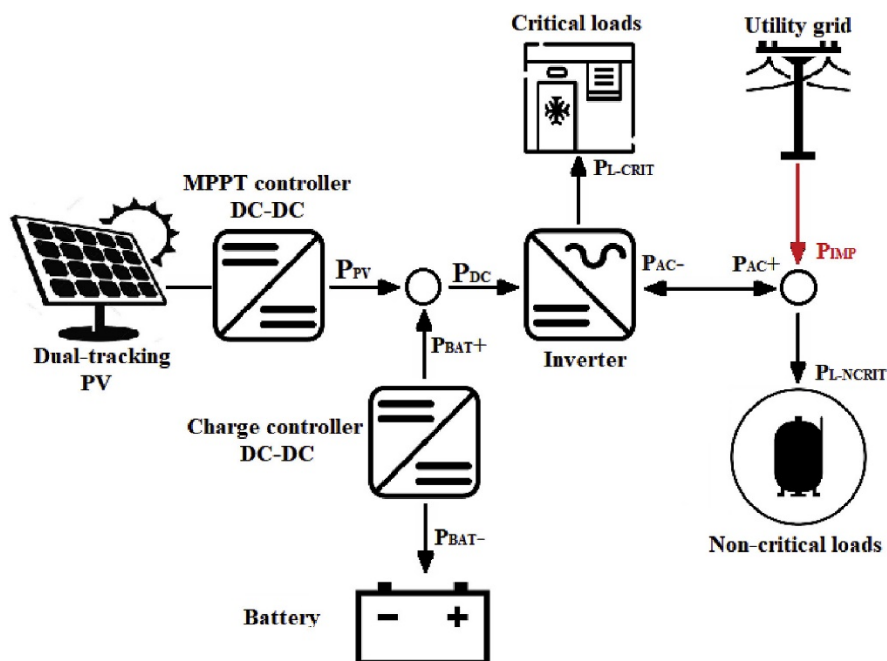 Critical loads
Utility grid
PL-CRIT
MPPT controller
DC-DC
PIMP
PPV
PDC
PAC-
PAC+
Dual-tracking
PV
PBAT+
Inverter
PL-NCRIT
Charge controller
DC-DC
PBAT-
Non-critical loads
Battery
− +